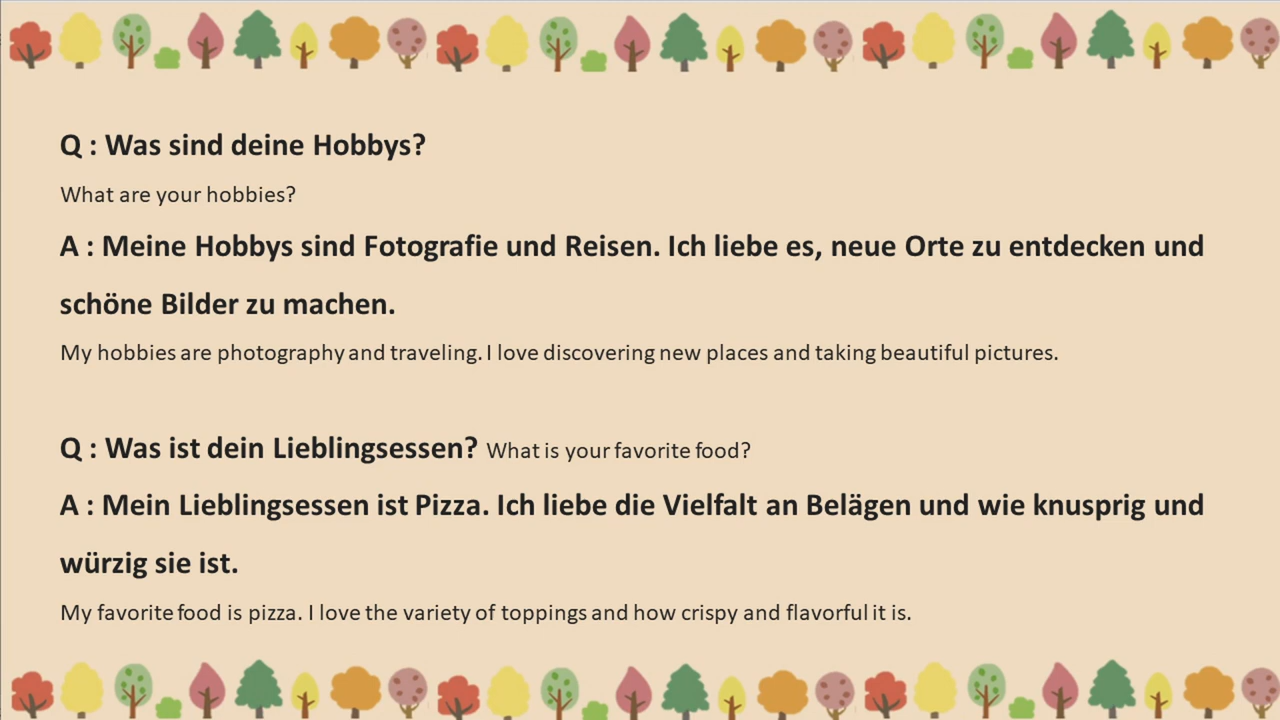 Q : Was sind deine Hobbys?
What are your hobbies?
A : Meine Hobbys sind Fotografie und Reisen. Ich liebe es, neue Orte zu entdecken und
schöne Bilder zu machen.
My hobbies are photography and traveling. I love discovering new places and taking beautiful pictures.
Q : Was ist dein Lieblingsessen? What is your favorite food?
A : Mein Lieblingsessen ist Pizza. Ich liebe die Vielfalt an Belägen und wie knusprig und
würzig sie ist.
My favorite food is pizza. I love the variety of toppings and how crispy and flavorful it is.